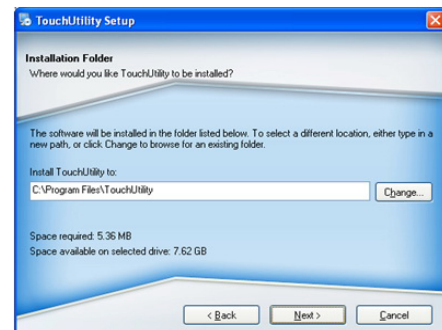 TouchUtility Setup
Installation Folder
Where would you like TouchUtility to be installed?
The software will be installed in the folder listed below. To select a different location, either type in a
new path, or click Change to browse for an existing folder.
Install TouchUtility to:
C:\Program Files\TouchUtility
Change...
Space required: 5.36 MB
Space available on selected drive: 7.62 GB
< Back
Next >
Cancel